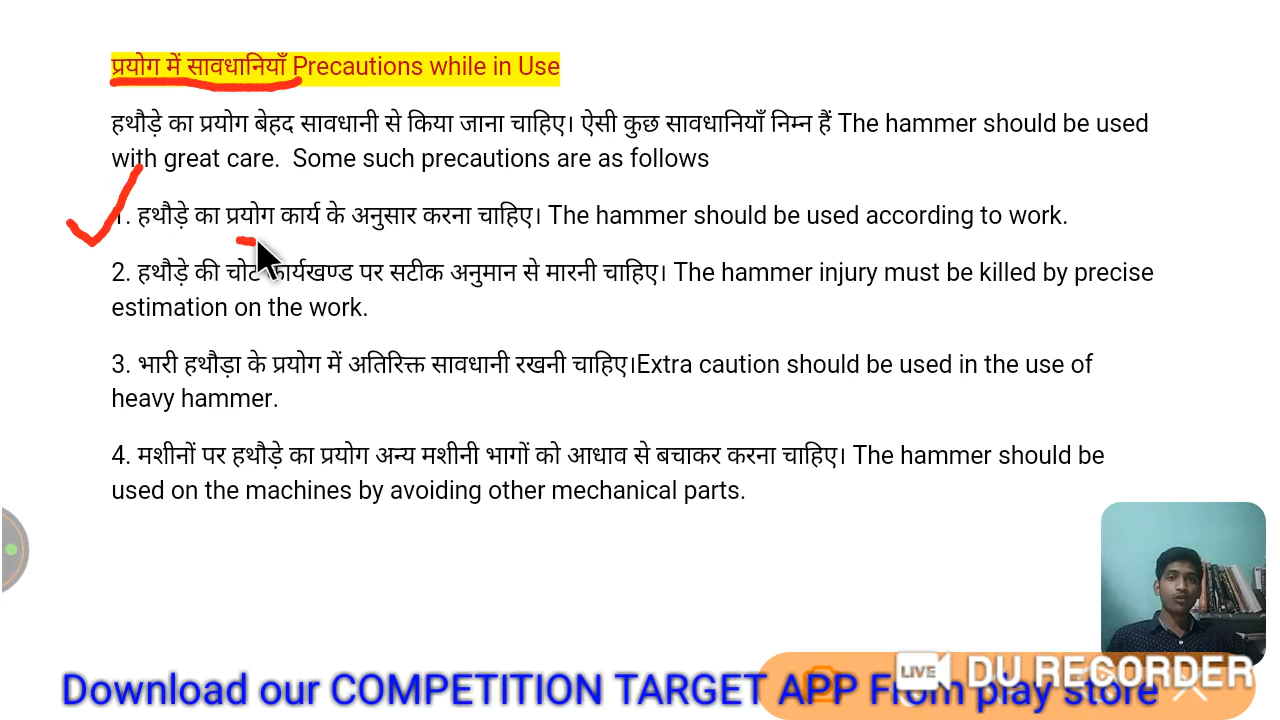 प्रयोग में सावधानियाँ Precautions while in Use
हथौड़े का प्रयोग बेहद सावधानी से किया जाना चाहिए। ऐसी कुछ सावधानियाँ निम्न हैं The hammer should be used
with great care. Some such precautions are as follows
1. हथौड़े का प्रयोग कार्य के अनुसार करना चाहिए। The hammer should be used according to work.
2. हथौड़े की चोट कार्यखण्ड पर सटीक अनुमान से मारनी चाहिए। The hammer injury must be killed by precise
estimation on the work.
3. भारी हथौड़ा के प्रयोग में अतिरिक्त सावधानी रखनी चाहिए।Extra caution should be used in the use of
heavy hammer.
4. मशीनों पर हथौड़े का प्रयोग अन्य मशीनी भागों को आधाव से बचाकर करना चाहिए। The hammer should be
used on the machines by avoiding other mechanical parts.
Download our COMPETITION TARGET APP From play store
LIVE DU RECORDER